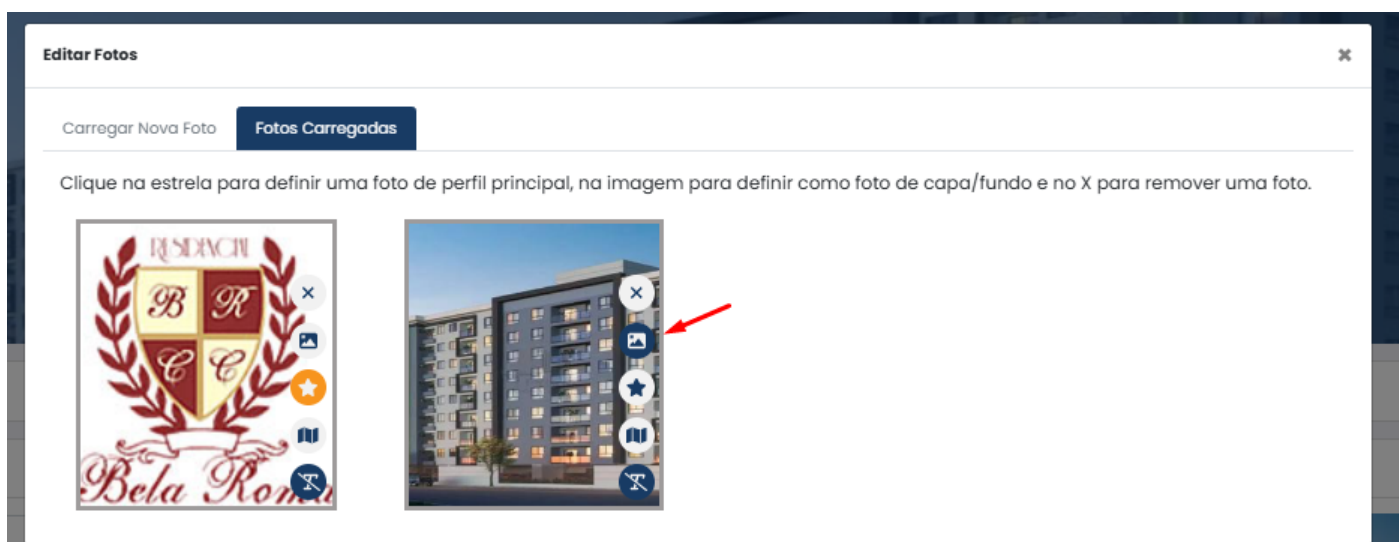 Editar Fotos
Carregar Nova Foto
Fotos Carregadas
Clique na estrela para definir uma foto de perfil principal, na imagem para definir como foto de capa/fundo e no X para remover uma foto.
RESIDENCIAL
B R
C C
Bela Roma